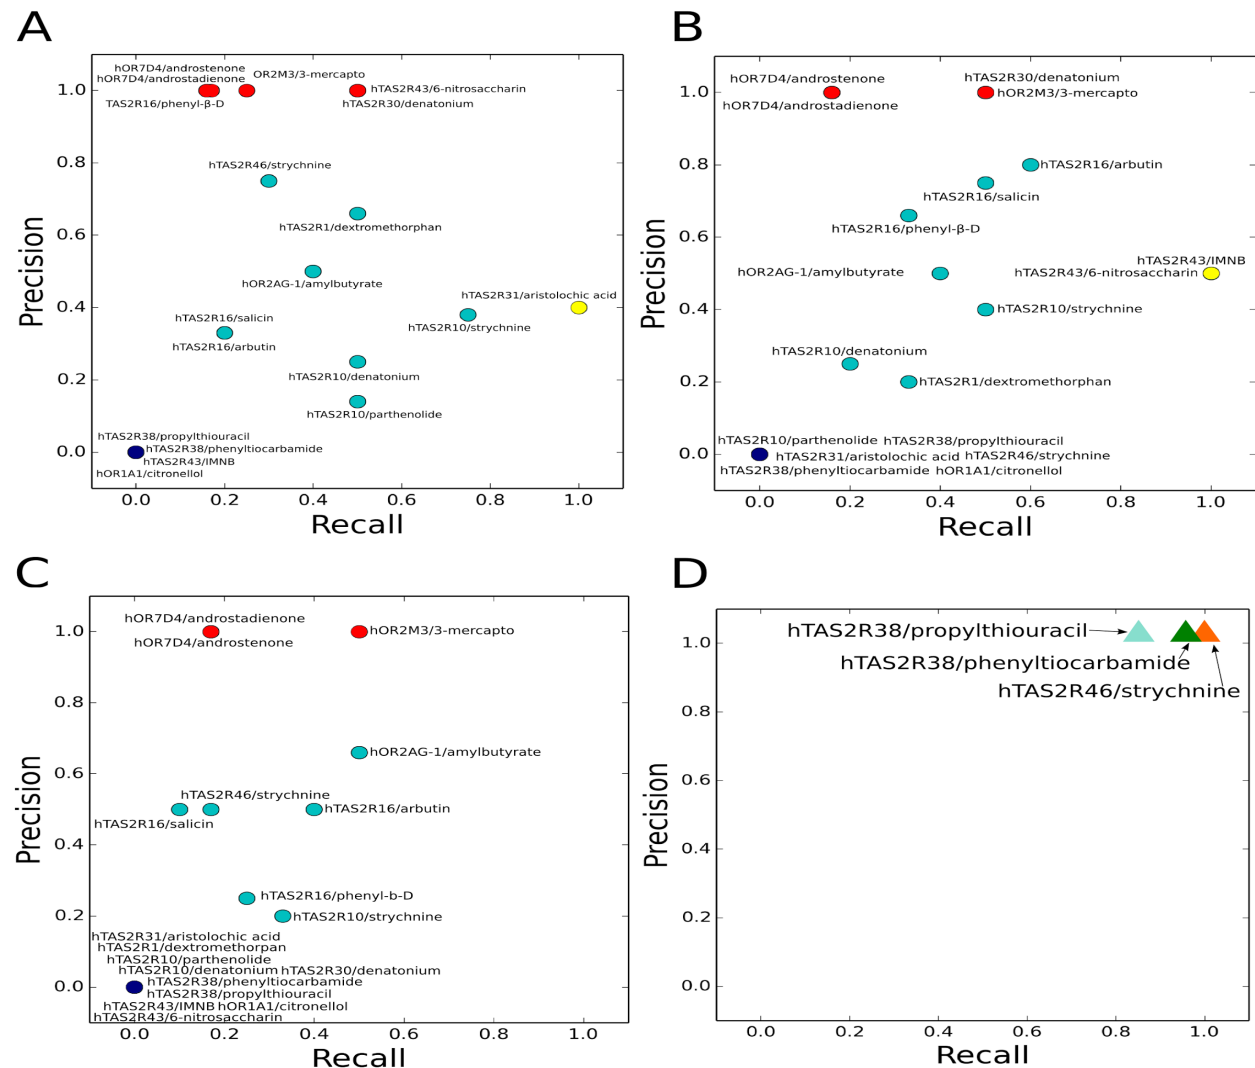 A
hOR7D4/androstenone
hOR7D4/androstadienone
OR2M3/3-mercapto
1.0
hTAS2R43/6-nitrosaccharin
TAS2R16/phenyl-β-D
hTAS2R30/denatonium
0.8
hTAS2R46/strychnine
hTAS2R1/dextromethorphan
0.6
hOR2AG-1/amylbutyrate
hTAS2R31/aristolochic acid
0.4
hTAS2R16/salicin
hTAS2R10/strychnine
hTAS2R16/arbutin
hTAS2R10/denatonium
0.2
hTAS2R10/parthenolide
hTAS2R38/propylthiouracil
0.0
hTAS2R38/phenyltiocarbamide
hTAS2R43/IMNB
hOR1A1/citronellol
0.0 0.2 0.4 0.6 0.8 1.0
Recall
Precision
B
hOR7D4/androstenone
hTAS2R30/denatonium
1.0
hOR2M3/3-mercapto
hOR7D4/androstadienone
0.8
hTAS2R16/arbutin
hTAS2R16/salicin
0.6
hTAS2R16/phenyl-β-D
hTAS2R43/IMNB
hOR2AG-1/amylbutyrate
hTAS2R43/6-nitrosaccharin
0.4
hTAS2R10/strychnine
hTAS2R10/denatonium
0.2
hTAS2R1/dextromethorphan
hTAS2R10/parthenolide hTAS2R38/propylthiouracil
0.0
hTAS2R31/aristolochic acid hTAS2R46/strychnine
hTAS2R38/phenyltiocarbamide hOR1A1/citronellol
0.0 0.2 0.4 0.6 0.8 1.0
Recall
Precision
C
hOR7D4/androstadienone
1.0
hOR2M3/3-mercapto
hOR7D4/androstenone
0.8
hOR2AG-1/amylbutyrate
0.6
hTAS2R46/strychnine
hTAS2R16/arbutin
hTAS2R16/salicin
0.4
hTAS2R16/phenyl-b-D
0.2
hTAS2R10/strychnine
hTAS2R31/aristolochic acid
hTAS2R1/dextromethorpan
hTAS2R10/parthenolide
hTAS2R10/denatonium hTAS2R30/denatonium
hTAS2R38/phenyltiocarbamide
0.0
hTAS2R38/propylthiouracil
hTAS2R43/IMNB hOR1A1/citronellol
hTAS2R43/6-nitrosaccharin
0.0 0.2 0.4 0.6 0.8 1.0
Recall
Precision
D
hTAS2R38/propylthiouracil
1.0
hTAS2R38/phenyltiocarbamide
hTAS2R46/strychnine
0.8
0.6
0.4
0.2
0.0
0.0 0.2 0.4 0.6 0.8 1.0
Recall
Precision